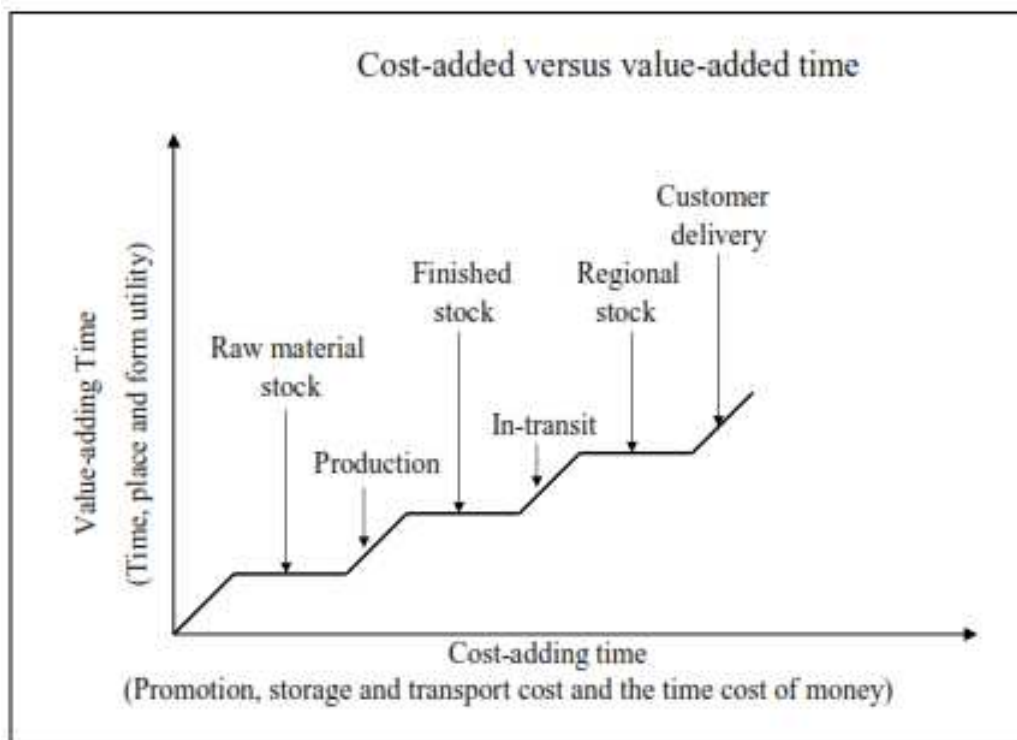 Cost-added versus value-added time
Customer
delivery
Finished
stock
Regional
stock
Raw material
stock
In-transit
Production
Value-adding Time
(Time, place and form utility)
Cost-adding time
(Promotion, storage and transport cost and the time cost of money)